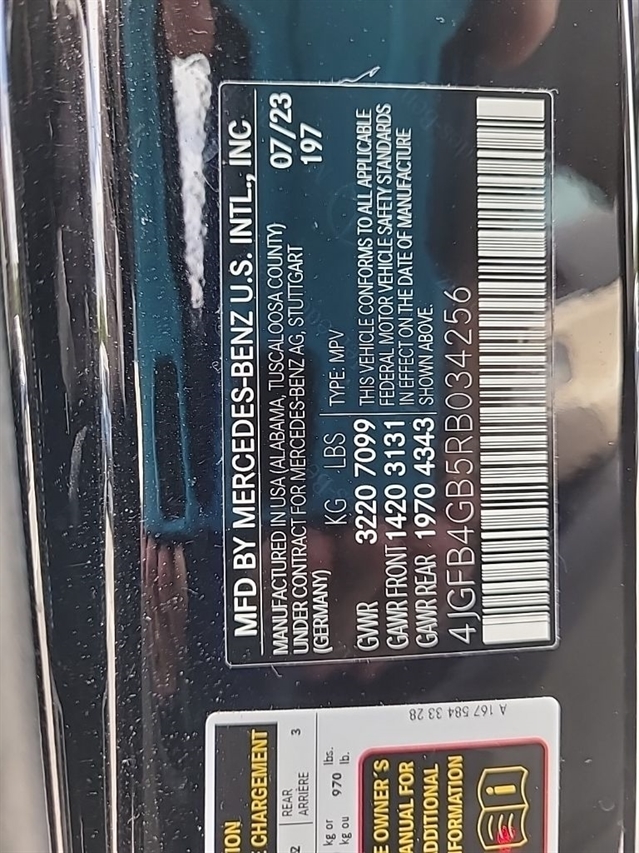 MFD BY MERCEDES-BENZ U.S. INTL., INC
MANUFACTURED IN USA (ALABAMA, TUSCALOOSA COUNTY)
UNDER CONTRACT FOR MERCEDES-BENZ AG, STUTTGART
(GERMANY)
07/23
197
KG LBS TYPE: MPV
GVWR 3220 7099
GAWR FRONT 1420 3131
GAWR REAR 1970 4343
THIS VEHICLE CONFORMS TO ALL APPLICABLE
FEDERAL MOTOR VEHICLE SAFETY STANDARDS
IN EFFECT ON THE DATE OF MANUFACTURE
SHOWN ABOVE.
4JGFB4GB5RB034256
CHARGEMENT
REAR
ARRIÈRE 3
kg or
kg ou 970 lbs.
lb.
OWNER'S
FOR
A 167 584 33 28